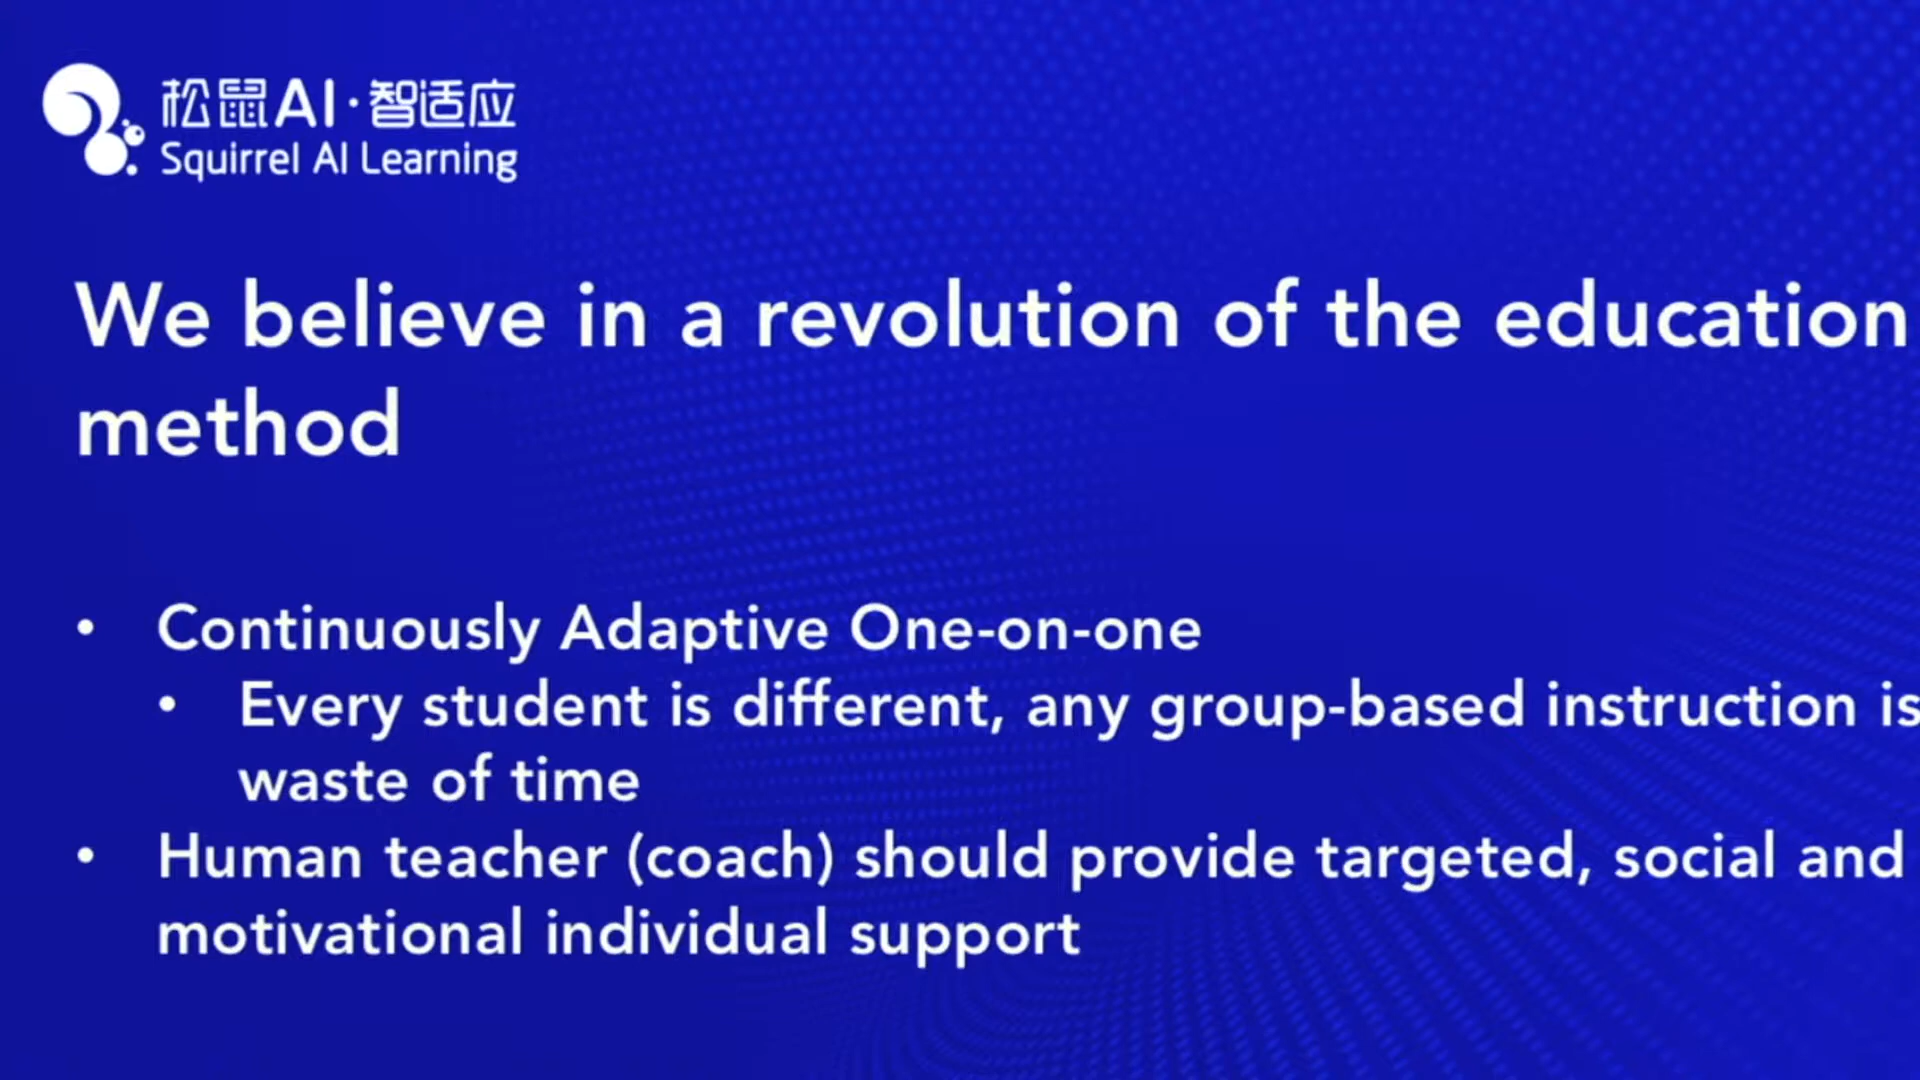 松鼠AI·智适应
Squirrel AI Learning
We believe in a revolution of the education
method
• Continuously Adaptive One-on-one
• Every student is different, any group-based instruction is
waste of time
• Human teacher (coach) should provide targeted, social and
motivational individual support